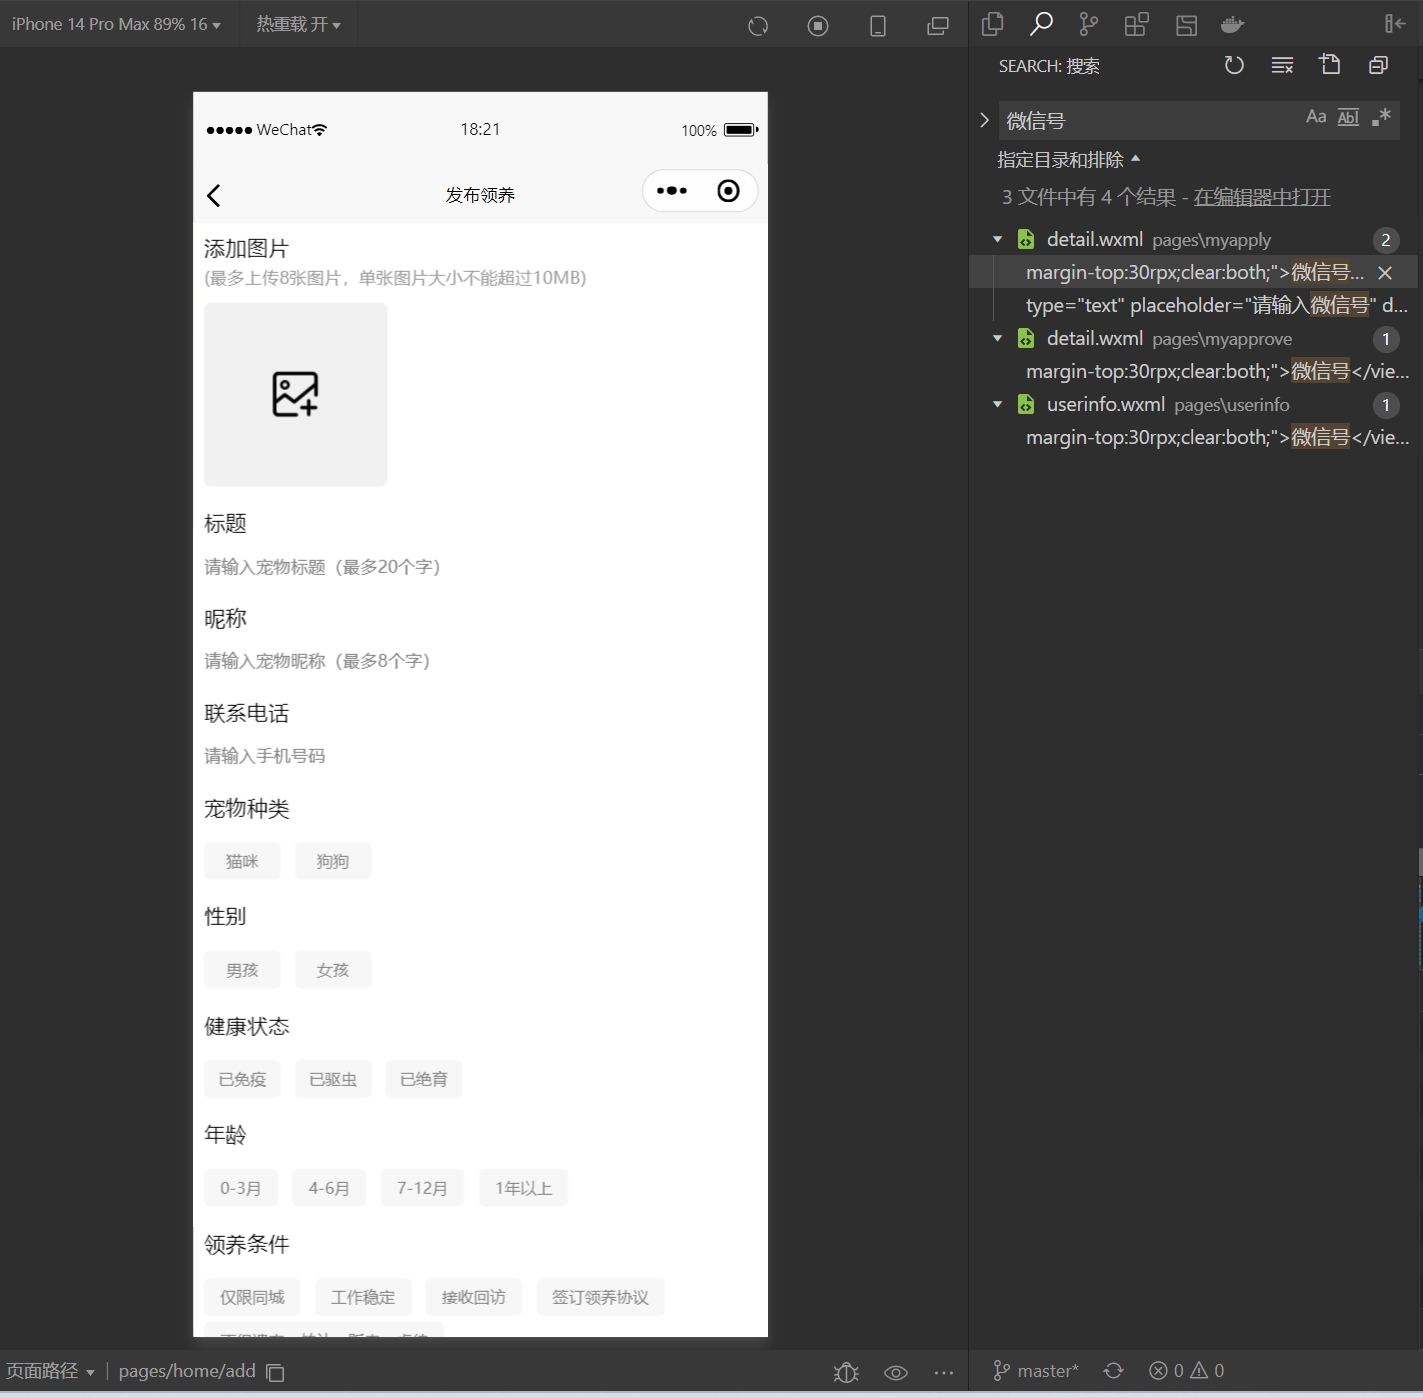 iPhone 14 Pro Max 89% 16
热重载 开
WeChat
18:21
100%
发布领养
添加图片
(最多上传8张图片，单张图片大小不能超过10MB)
标题
请输入宠物标题（最多20个字）
昵称
请输入宠物昵称（最多8个字）
联系电话
请输入手机号码
宠物种类
猫咪
狗狗
性别
男孩
女孩
健康状态
已免疫
已驱虫
已绝育
年龄
0-3月
4-6月
7-12月
1年以上
领养条件
仅限同城
工作稳定
接收回访
签订领养协议
页面路径
pages/home/add
SEARCH: 搜索
微信号
Aa
Abl
指定目录和排除
3 文件中有 4 个结果 - 在编辑器中打开
detail.wxml pages\myapply 2
margin-top:30rpx;clear:both;">微信号...
type="text" placeholder="请输入微信号" d...
detail.wxml pages\myapprove 1
margin-top:30rpx;clear:both;">微信号</vie...
userinfo.wxml pages\userinfo 1
margin-top:30rpx;clear:both;">微信号</vie...
master*
0
0